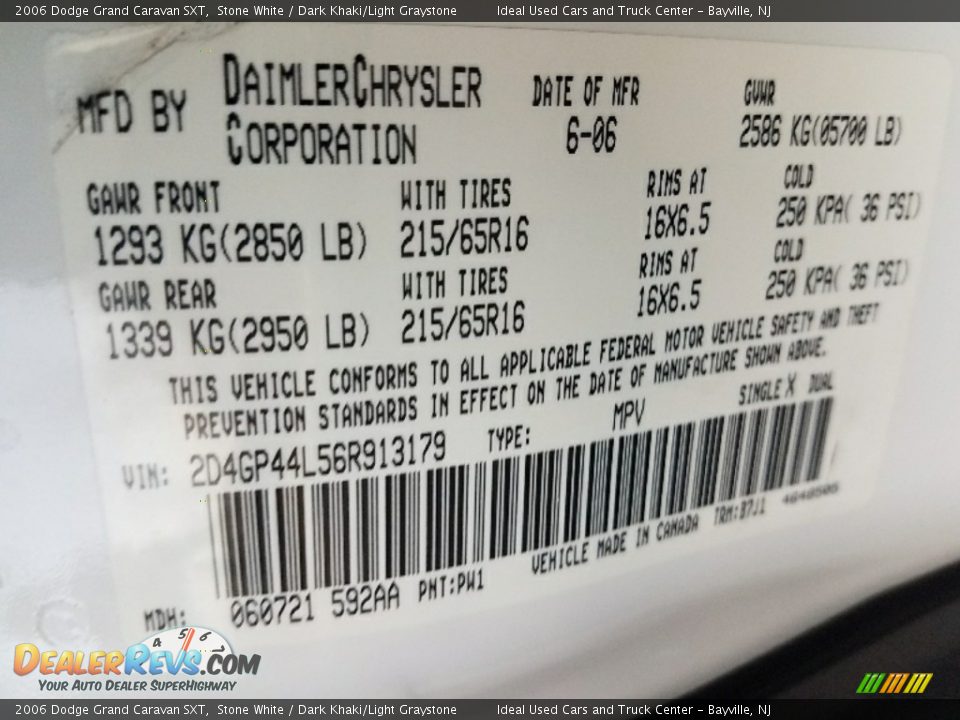 2006 Dodge Grand Caravan SXT, Stone White / Dark Khaki/Light Graystone Ideal Used Cars and Truck Center - Bayville, NJ
MFD BY DAIMLERCHRYSLER CORPORATION DATE OF MFR 6-06 GVWR 2586 KG(05700 LB)
GAWR FRONT WITH TIRES RIMS AT COLD
1293 KG(2850 LB) 215/65R16 16X6.5 250 KPA( 36 PSI)
GAWR REAR WITH TIRES RIMS AT COLD
1339 KG(2950 LB) 215/65R16 16X6.5 250 KPA( 36 PSI)
THIS VEHICLE CONFORMS TO ALL APPLICABLE FEDERAL MOTOR VEHICLE SAFETY AND THEFT
PREVENTION STANDARDS IN EFFECT ON THE DATE OF MANUFACTURE SHOWN ABOVE.
VIN: 2D4GP44L56R913179 TYPE: MPV SINGLE X DUAL
VEHICLE MADE IN CANADA TRM:B7J1
MDH: 060721 592AA PNT:PW1
4 5 6
DEALERREVS.COM
YOUR AUTO DEALER SUPERHIGHWAY
2006 Dodge Grand Caravan SXT, Stone White / Dark Khaki/Light Graystone Ideal Used Cars and Truck Center - Bayville, NJ